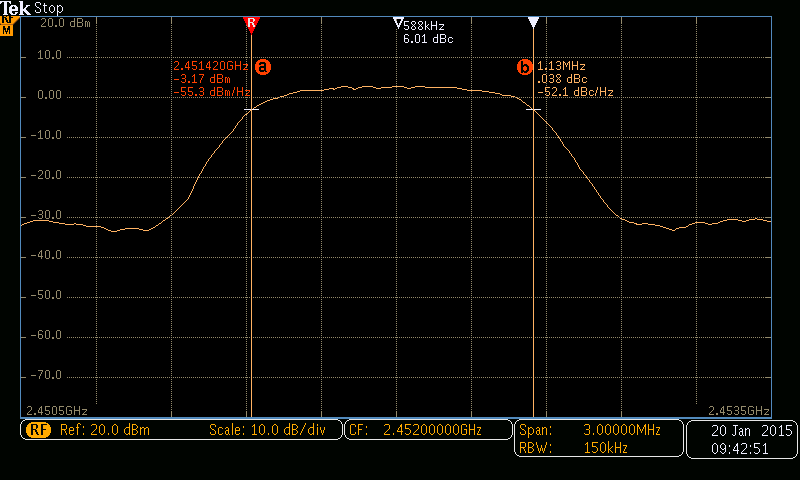 Tek Stop
RF
M
20.0 dBm
R
588kHz
6.01 dBc
10.0
2.451420GHz
-3.17 dBm
-55.3 dBm/Hz
a
b
1.13MHz
.038 dBc
-52.1 dBc/Hz
0.00
-10.0
-20.0
-30.0
-40.0
-50.0
-60.0
-70.0
2.4505GHz
2.4535GHz
RF Ref: 20.0 dBm Scale: 10.0 dB/div
CF: 2.45200000GHz
Span: 3.00000MHz
RBW: 150kHz
20 Jan 2015
09:42:51